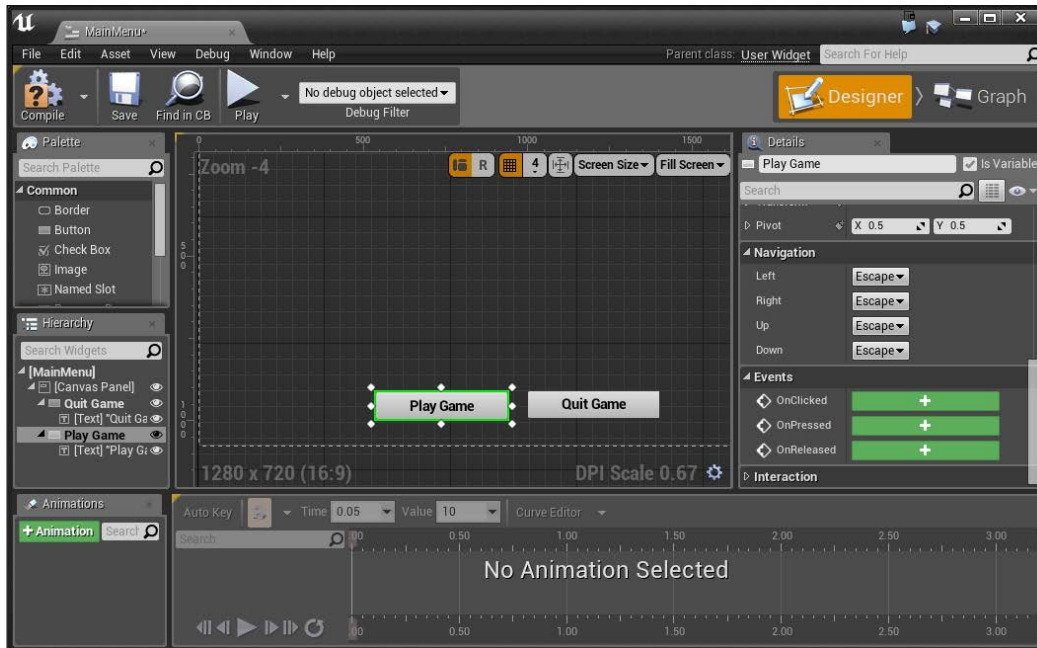 MainMenu*
File Edit Asset View Debug Window Help
Parent class: User Widget Search For Help
Compile Save Find in CB Play
No debug object selected
Debug Filter
Designer Graph
Palette
Search Palette
Common
Border
Button
Check Box
Image
Named Slot
Hierarchy
Search Widgets
[MainMenu]
[Canvas Panel]
Quit Game
[Text] "Quit Ga
Play Game
[Text] "Play Ga
0 500 1000 1500
Zoom -4
R 4 Screen Size Fill Screen
5
0
0
1
0
0
0
Play Game
Quit Game
1280 x 720 (16:9)
DPI Scale 0.67
Details
Play Game Is Variable
Search
Pivot X 0.5 Y 0.5
Navigation
Left Escape
Right Escape
Up Escape
Down Escape
Events
OnClicked +
OnPressed +
OnReleased +
Interaction
Animations
+ Animation Search
Auto Key Time 0.05 Value 10 Curve Editor
Search
.00 0.50 1.00 1.50 2.00 2.50 3.00
No Animation Selected
.00 0.50 1.00 1.50 2.00 2.50 3.00